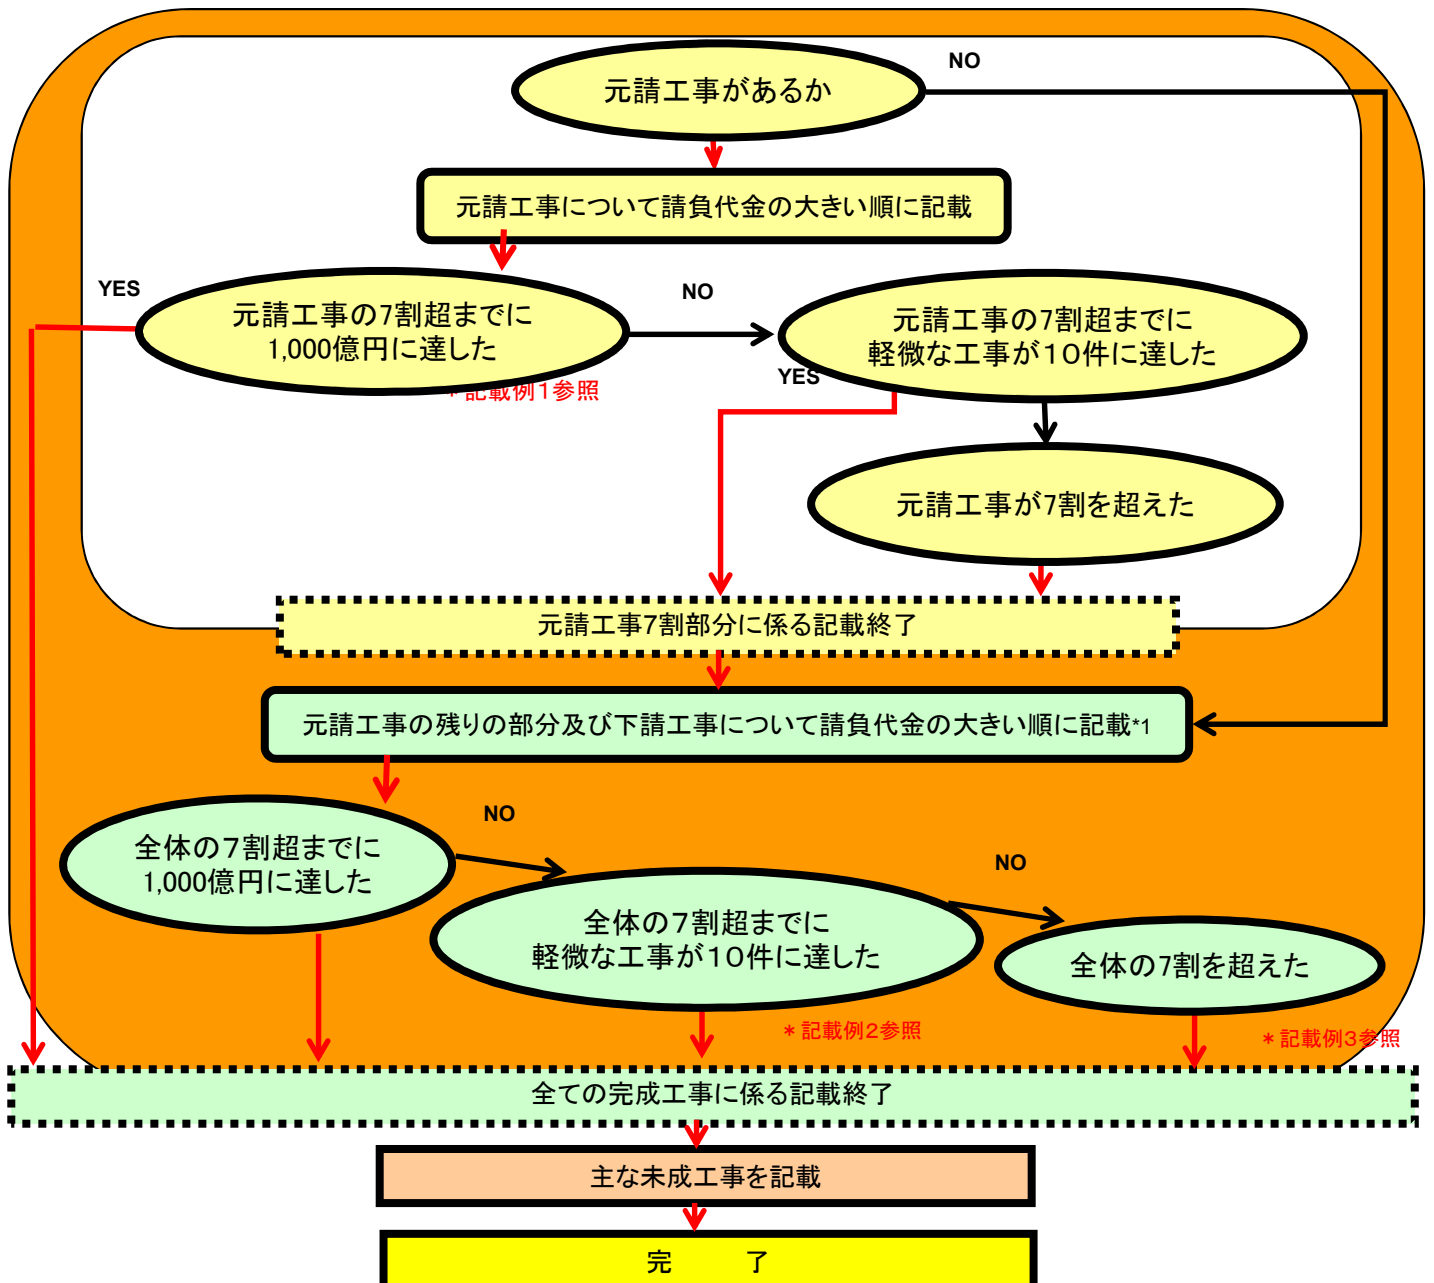 NO
元請工事があるか
元請工事について請負代金の大きい順に記載
YES
元請工事の7割超までに
1,000億円に達した
NO
元請工事の7割超までに
軽微な工事が１０件に達した
YES
＊記載例１参照
元請工事が7割を超えた
元請工事7割部分に係る記載終了
元請工事の残りの部分及び下請工事について請負代金の大きい順に記載*1
NO
全体の７割超までに
1,000億円に達した
NO
全体の７割超までに
軽微な工事が１０件に達した
全体の7割を超えた
＊記載例2参照
＊記載例3参照
全ての完成工事に係る記載終了
主な未成工事を記載
完　　　了